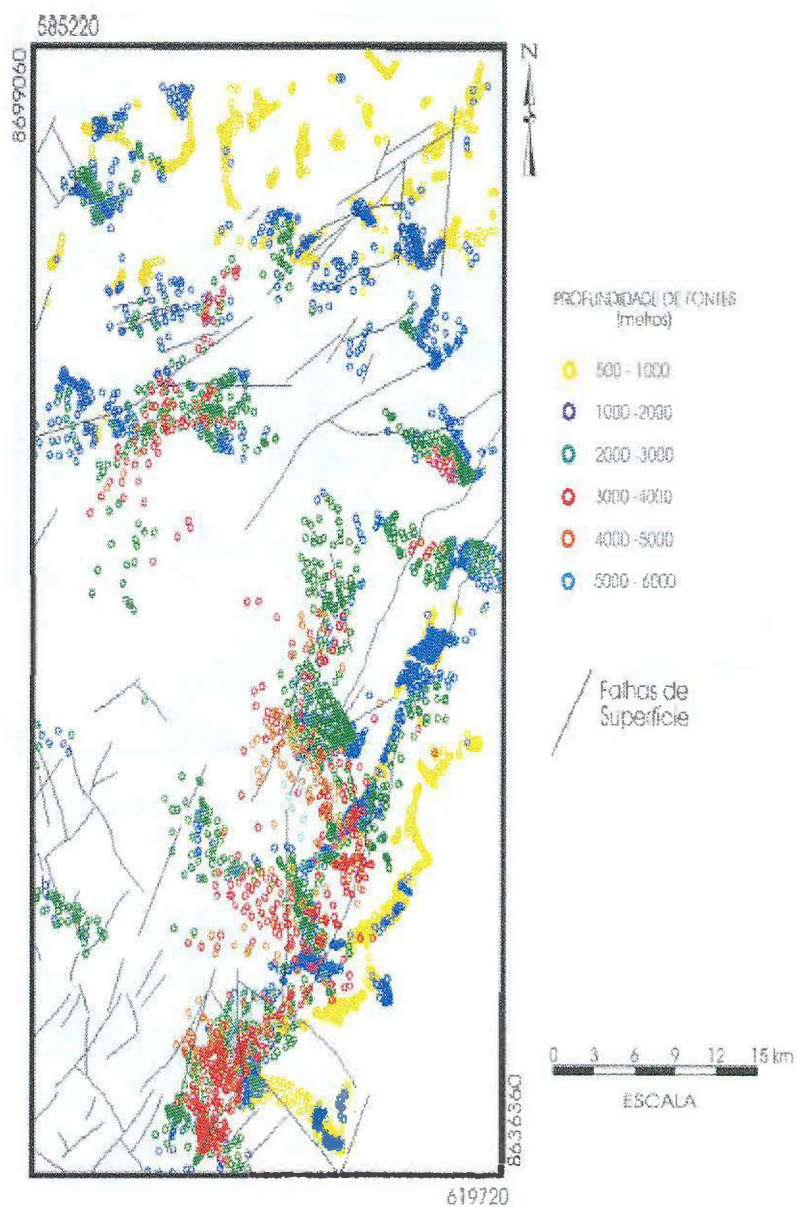 585220
8699060
N
PROFUNDIDADE DE FONTES
(metros)
500 - 1000
1000 -2000
2000 -3000
3000 -4000
4000 -5000
5000 - 6000
Falhas de
Superfície
0 3 6 9 12 15 km
ESCALA
8636360
619720